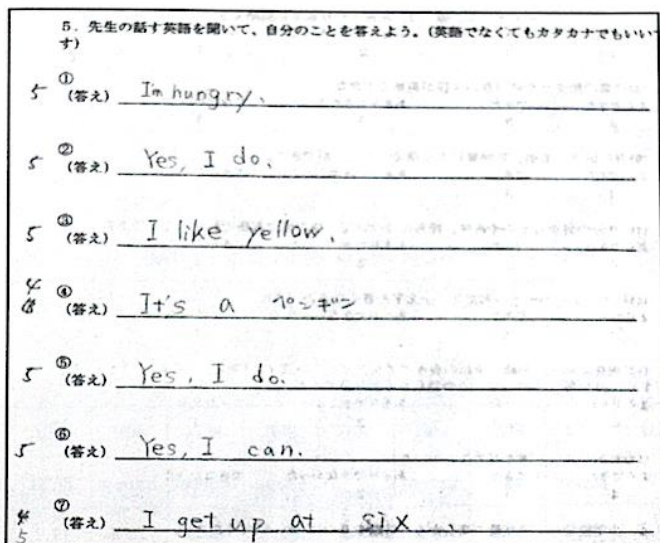 5. 先生の話す英語を聞いて、自分のことを答えよう。(英語でなくてもカタカナでもいいです)
5 ① (答え) I'm hungry.
5 ② (答え) Yes, I do.
5 ③ (答え) I like yellow.
4 ④ (答え) It's a ペンギン
5 ⑤ (答え) Yes, I do.
5 ⑥ (答え) Yes, I can.
5 ⑦ (答え) I get up at six.